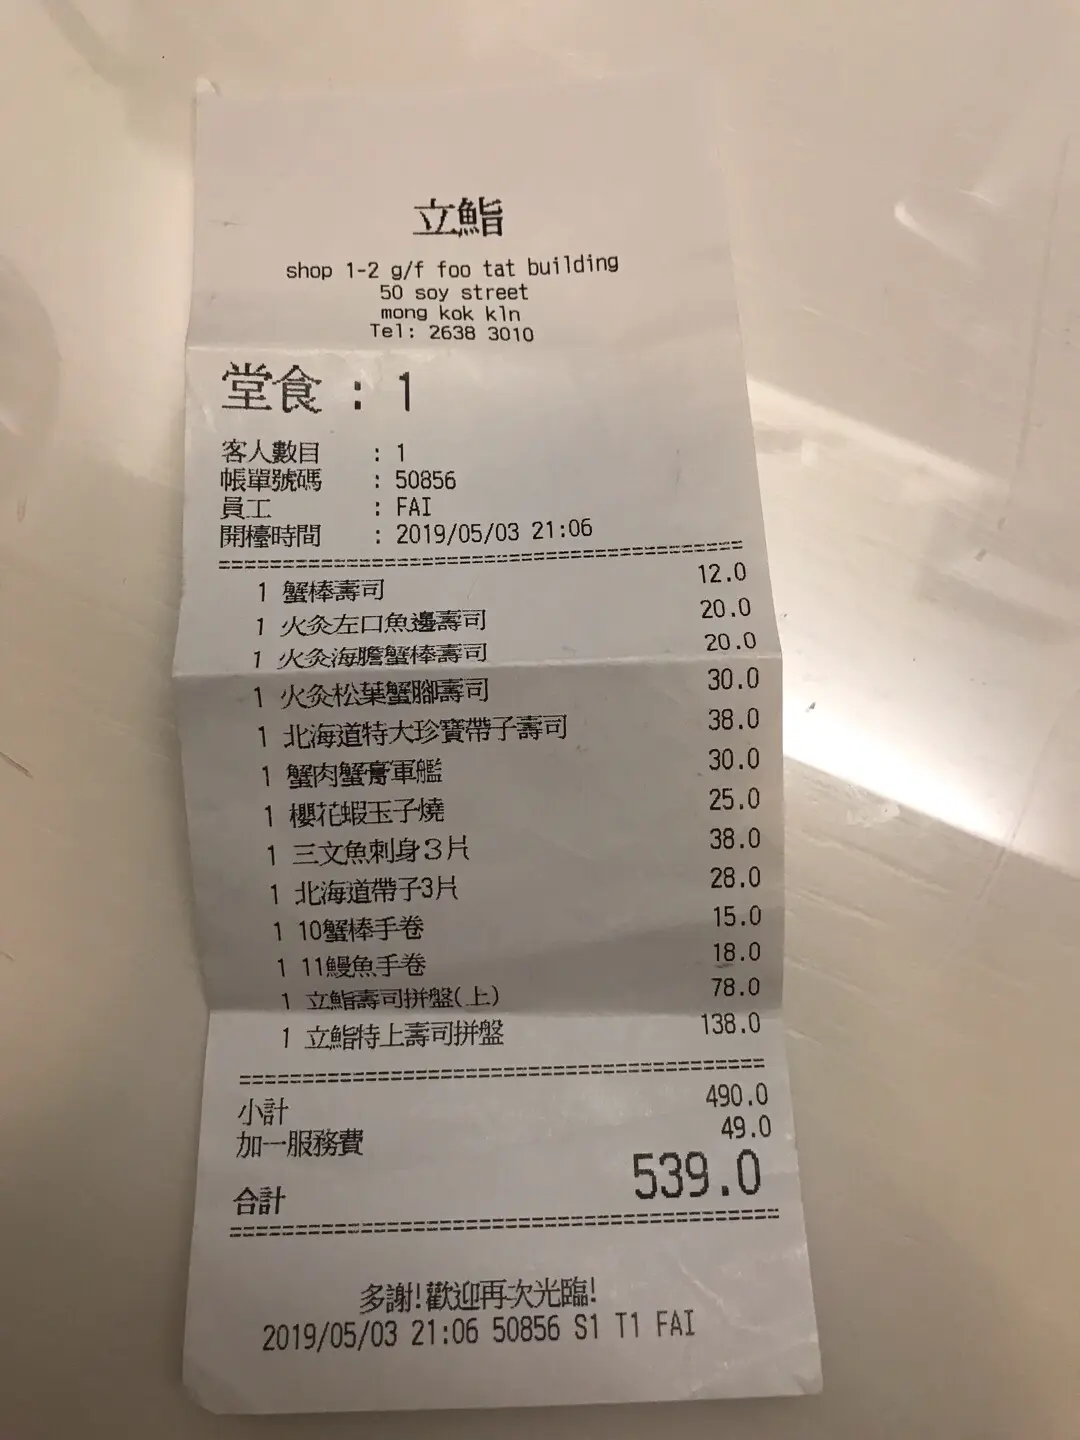 立鮨
shop 1-2 g/f foo tat building
50 soy street
mong kok kln
Tel: 2638 3010
堂食 : 1
客人數目 : 1
帳單號碼 : 50856
員工 : FAI
開檯時間 : 2019/05/03 21:06
1 蟹棒壽司 12.0
1 火灸左口魚邊壽司 20.0
1 火灸海膽蟹棒壽司 20.0
1 火灸松葉蟹腳壽司 30.0
1 北海道特大珍寶帶子壽司 38.0
1 蟹肉蟹膏軍艦 30.0
1 櫻花蝦玉子燒 25.0
1 三文魚刺身3片 38.0
1 北海道帶子3片 28.0
1 10蟹棒手卷 15.0
1 11鰻魚手卷 18.0
1 立鮨壽司拼盤(上) 78.0
1 立鮨特上壽司拼盤 138.0
小計 490.0
加一服務費 49.0
合計 539.0
多謝!歡迎再次光臨!
2019/05/03 21:06 50856 S1 T1 FAI